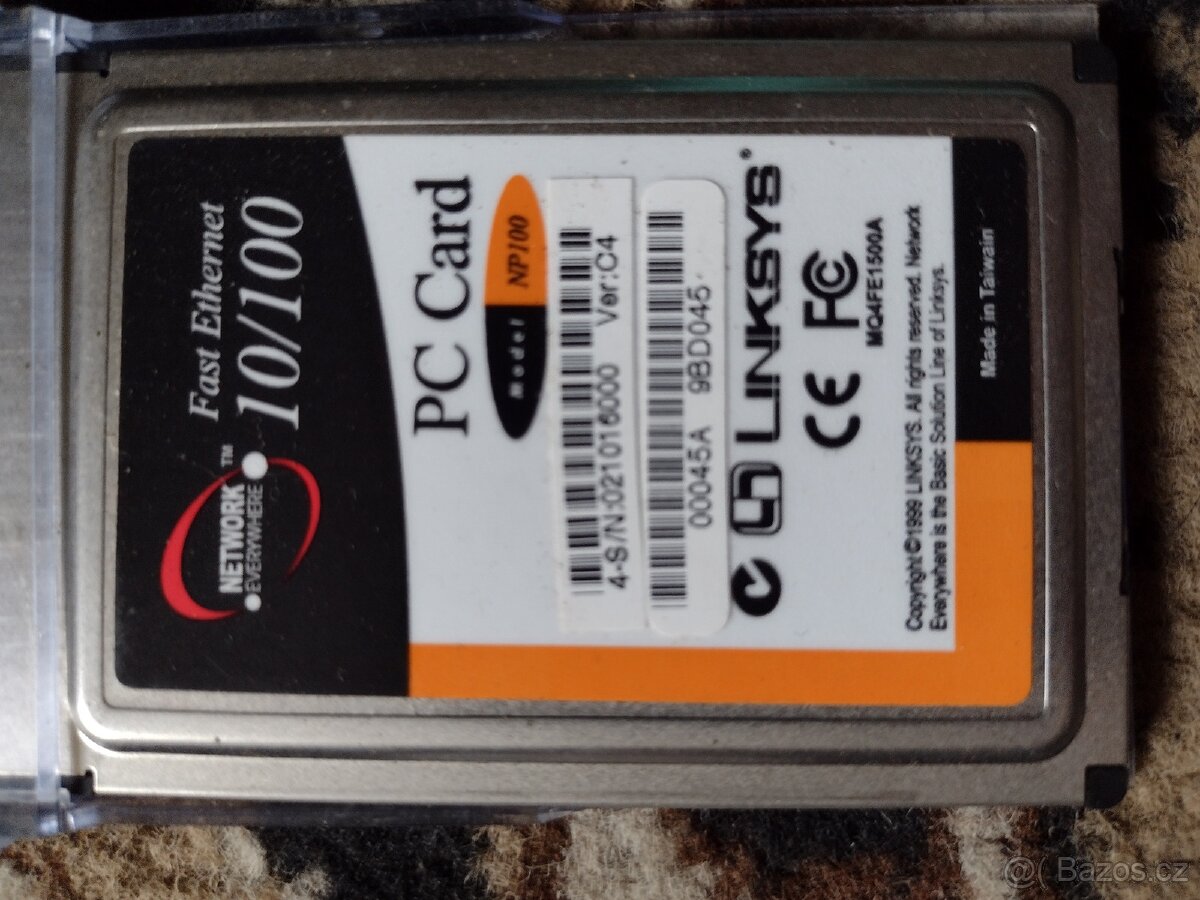 NETWORK™
EVERYWHERE
Fast Ethernet
10/100
PC Card
Model NP100
4-S/N:021016000 Ver:C4
00045A 9BD045
LINKSYS®
CE FC
MQ4FE1500A
Copyright ©1999 LINKSYS. All rights reserved. Network
Everywhere is the Basic Solution Line of Linksys.
Made in Taiwan
@( Bazos.cz